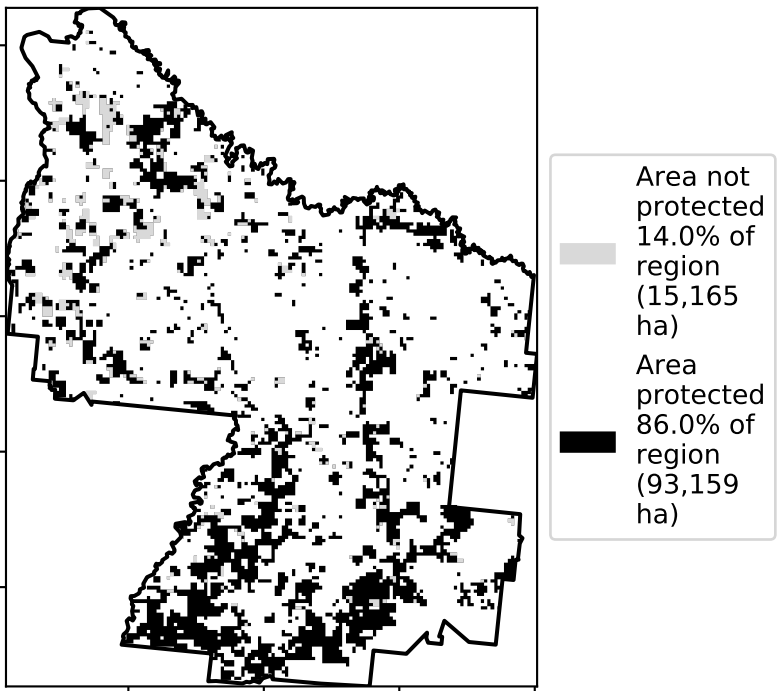 Area not
protected
14.0% of
region
(15,165
ha)
Area
protected
86.0% of
region
(93,159
ha)